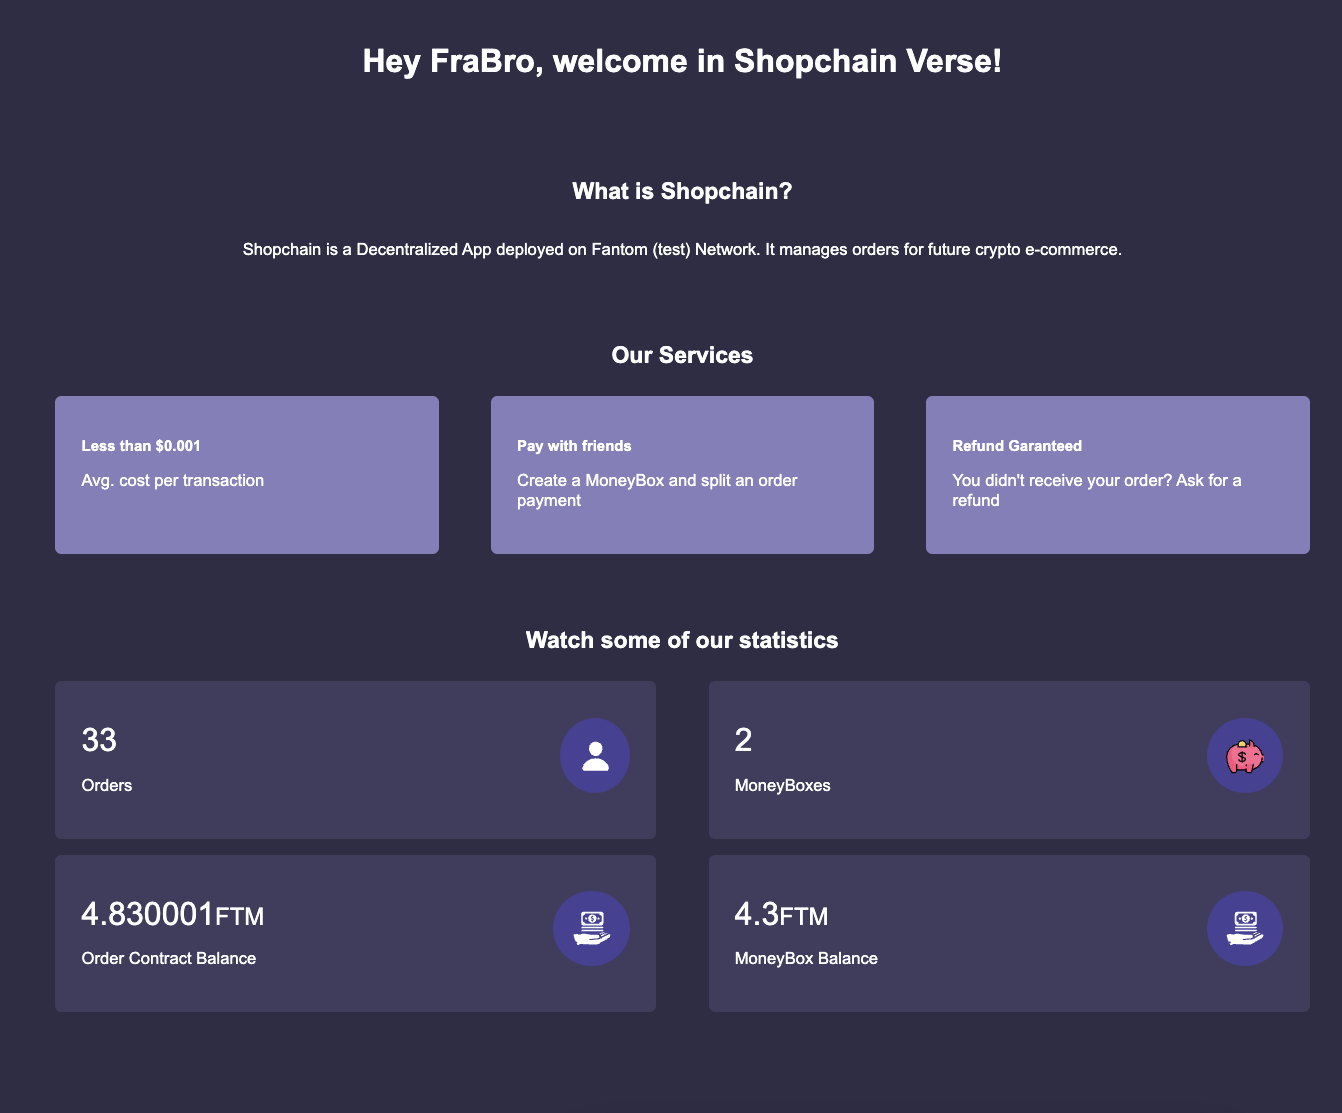 Hey FraBro, welcome in Shopchain Verse!
What is Shopchain?
Shopchain is a Decentralized App deployed on Fantom (test) Network. It manages orders for future crypto e-commerce.
Our Services
Less than $0.001
Avg. cost per transaction
Pay with friends
Create a MoneyBox and split an order
payment
Refund Garanteed
You didn't receive your order? Ask for a
refund
Watch some of our statistics
33
Orders
2
MoneyBoxes
$
4.830001FTM
Order Contract Balance
$
4.3FTM
MoneyBox Balance
$